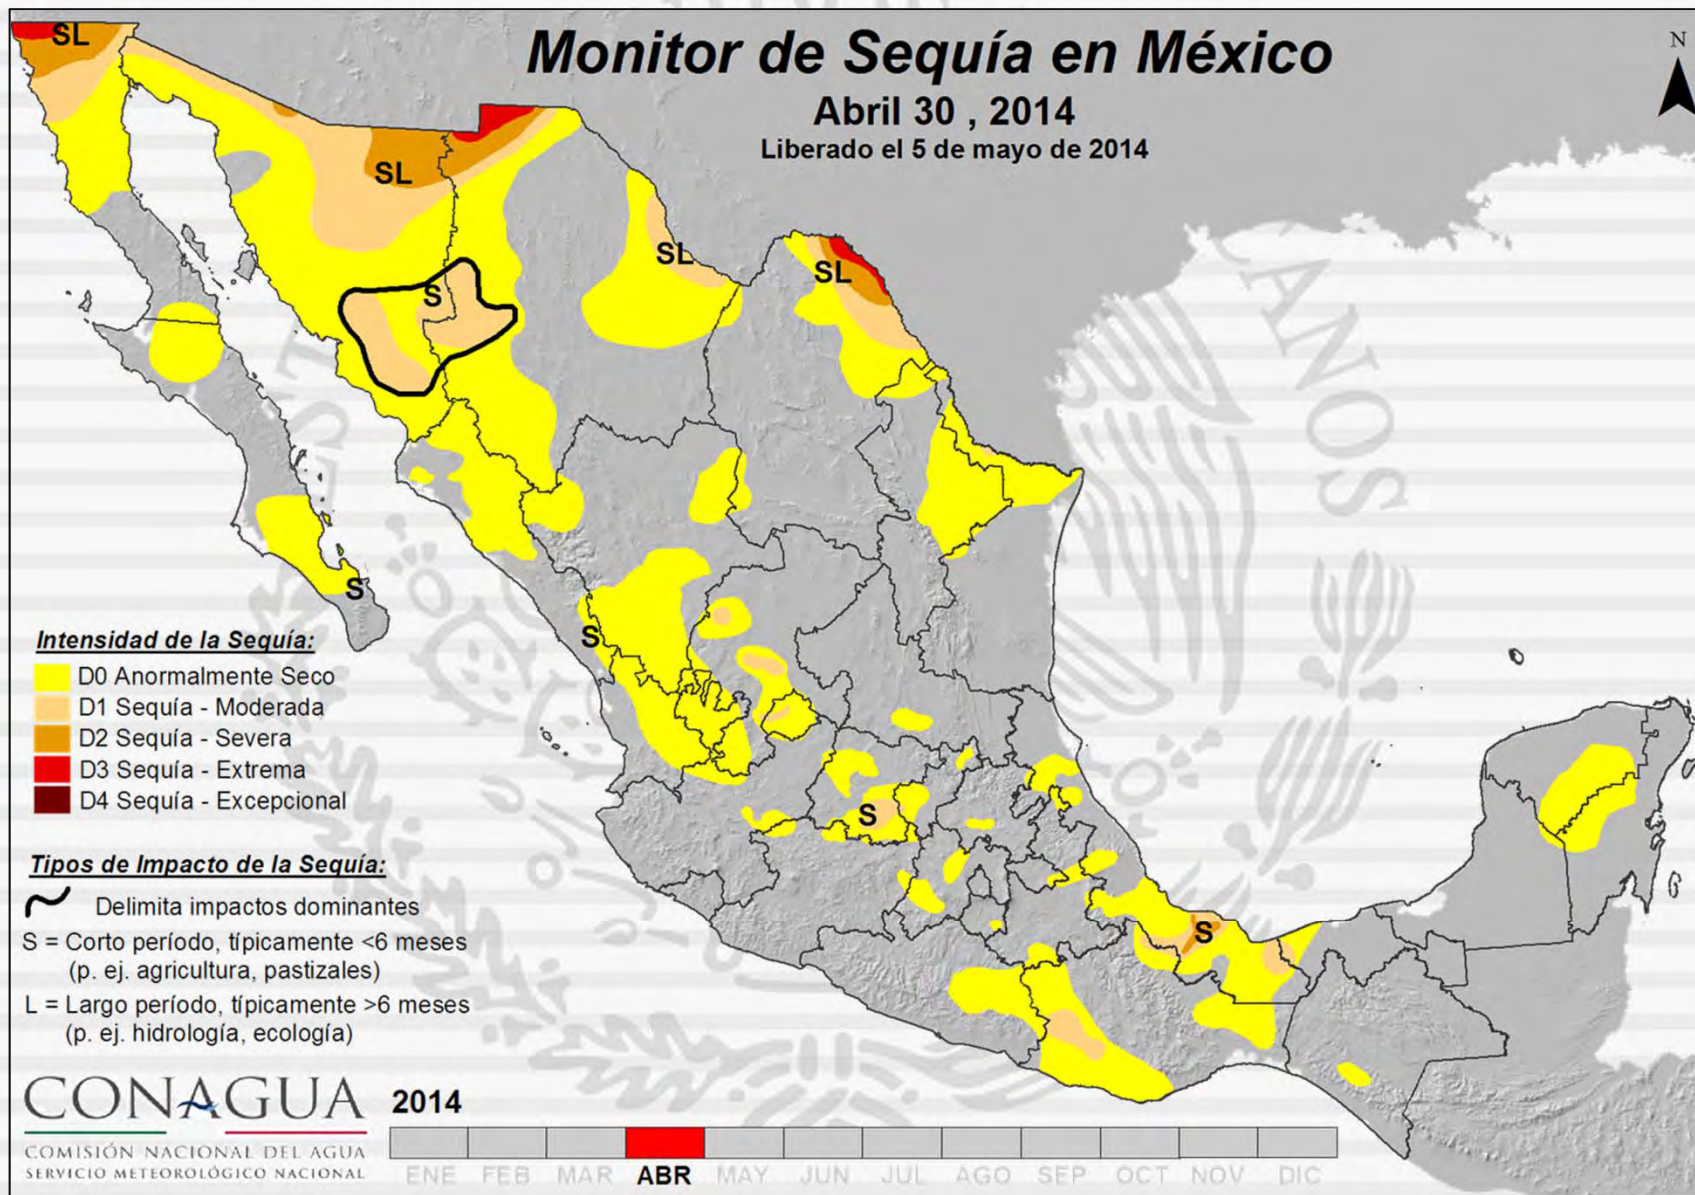 Monitor de Sequía en México
Abril 30 , 2014
Liberado el 5 de mayo de 2014
N
SL
SL
SL
SL
S
S
S
S
S
ANOS
EST
Intensidad de la Sequía:
D0 Anormalmente Seco
D1 Sequía - Moderada
D2 Sequía - Severa
D3 Sequía - Extrema
D4 Sequía - Excepcional
Tipos de Impacto de la Sequía:
Delimita impactos dominantes
S = Corto período, típicamente <6 meses
(p. ej. agricultura, pastizales)
L = Largo período, típicamente >6 meses
(p. ej. hidrología, ecología)
CONAGUA
COMISIÓN NACIONAL DEL AGUA
SERVICIO METEOROLÓGICO NACIONAL
2014
ENE FEB MAR ABR MAY JUN JUL AGO SEP OCT NOV DIC